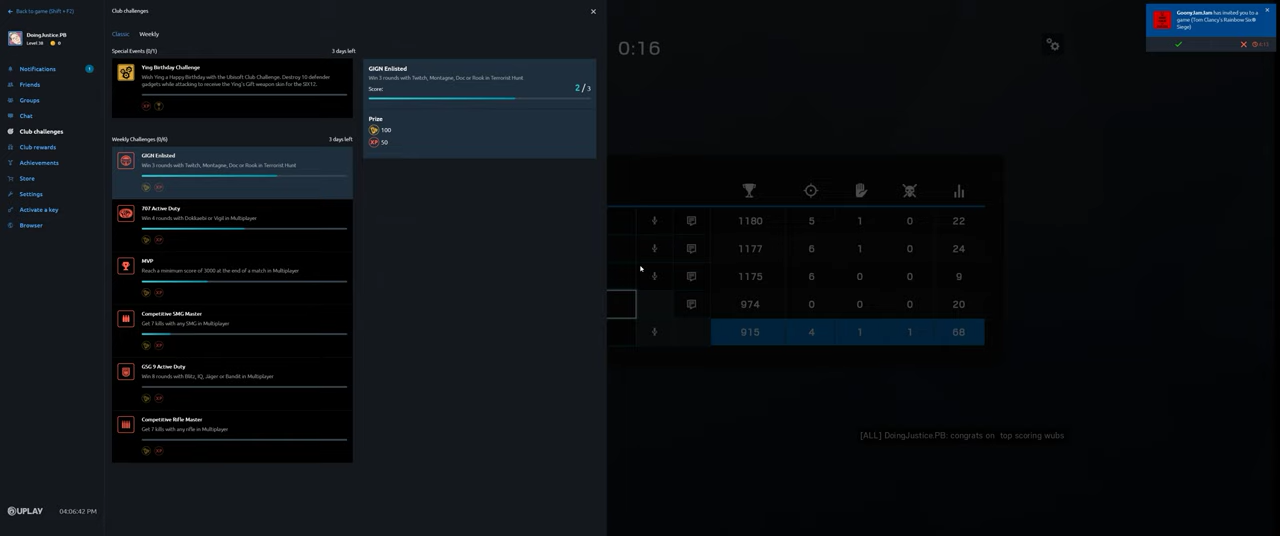 Back to game (Shift + F2)
DoingJustice.PB
Level 38 0
Notifications 1
Friends
Groups
Chat
Club challenges
Club rewards
Achievements
Store
Settings
Activate a key
Browser
UPLAY 04:06:42 PM
Club challenges
Classic Weekly
Special Events (0/1) 3 days left
Ying Birthday Challenge
Wish Ying a Happy Birthday with the Ubisoft Club Challenge. Destroy 10 defender
gadgets while attacking to receive the Ying's Gift weapon skin for the SIX12.
XP
Weekly Challenges (0/6) 3 days left
GIGN Enlisted
Win 3 rounds with Twitch, Montagne, Doc or Rook in Terrorist Hunt
XP
707 Active Duty
Win 4 rounds with Dokkaebi or Vigil in Multiplayer
XP
MVP
Reach a minimum score of 3000 at the end of a match in Multiplayer
XP
Competitive SMG Master
Get 7 kills with any SMG in Multiplayer
XP
GSG 9 Active Duty
Win 8 rounds with Blitz, IQ, Jäger or Bandit in Multiplayer
XP
Competitive Rifle Master
Get 7 kills with any rifle in Multiplayer
XP
GIGN Enlisted
Win 3 rounds with Twitch, Montagne, Doc or Rook in Terrorist Hunt
Score: 2 / 3
Prize
100
XP 50
0:16
1180 5 1 0 22
1177 6 1 0 24
1175 6 0 0 9
974 0 0 0 20
915 4 1 1 68
[ALL] DoingJustice.PB: congrats on top scoring wubs
GoongJamJam has invited you to a
game (Tom Clancy's Rainbow Six®
Siege)